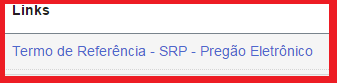 Links
Termo de Referência - SRP - Pregão Eletrônico